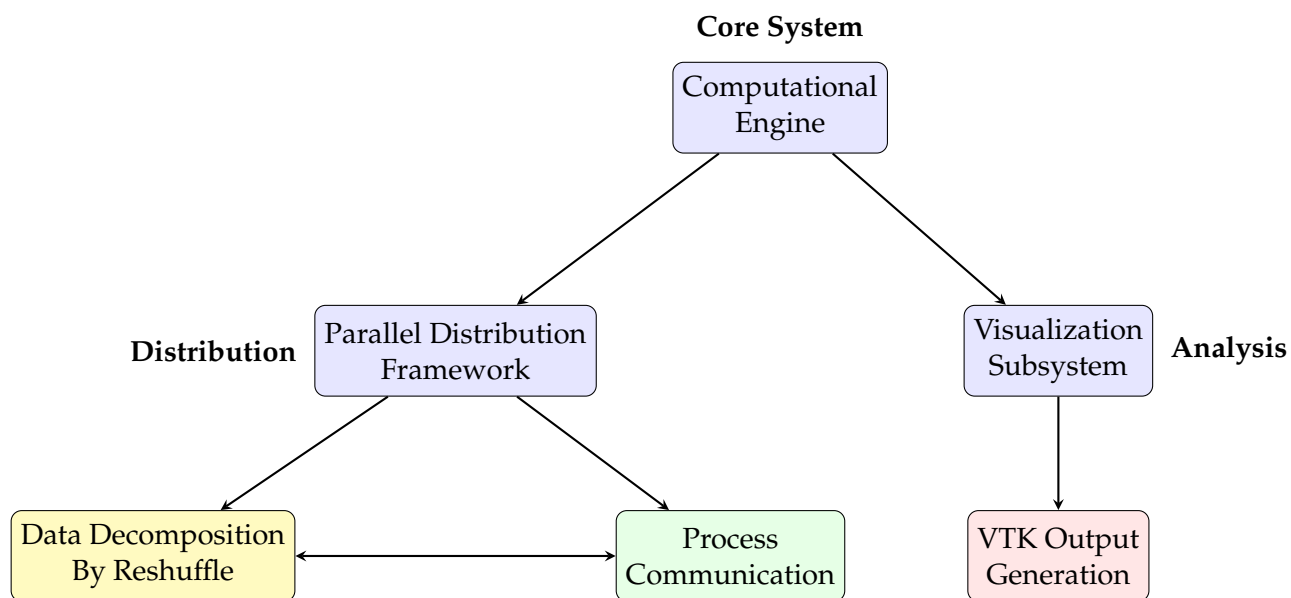 Core System
Computational
Engine
Distribution
Parallel Distribution
Framework
Visualization
Subsystem
Analysis
Data Decomposition
By Reshuffle
Process
Communication
VTK Output
Generation